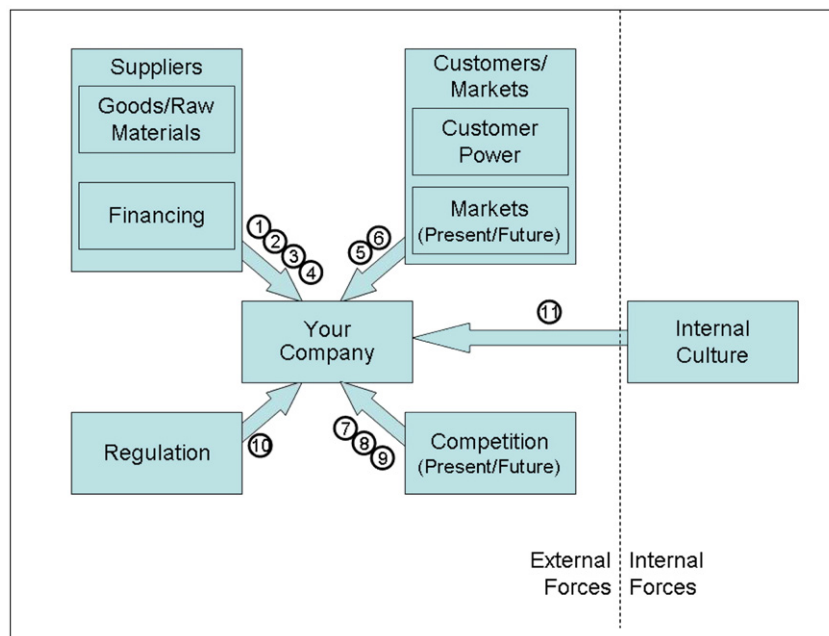 Suppliers
Goods/Raw
Materials
Financing
Customers/
Markets
Customer
Power
Markets
(Present/Future)
1
2
3
4
5
6
Your
Company
11
Internal
Culture
Regulation
10
7
8
9
Competition
(Present/Future)
External
Forces
Internal
Forces